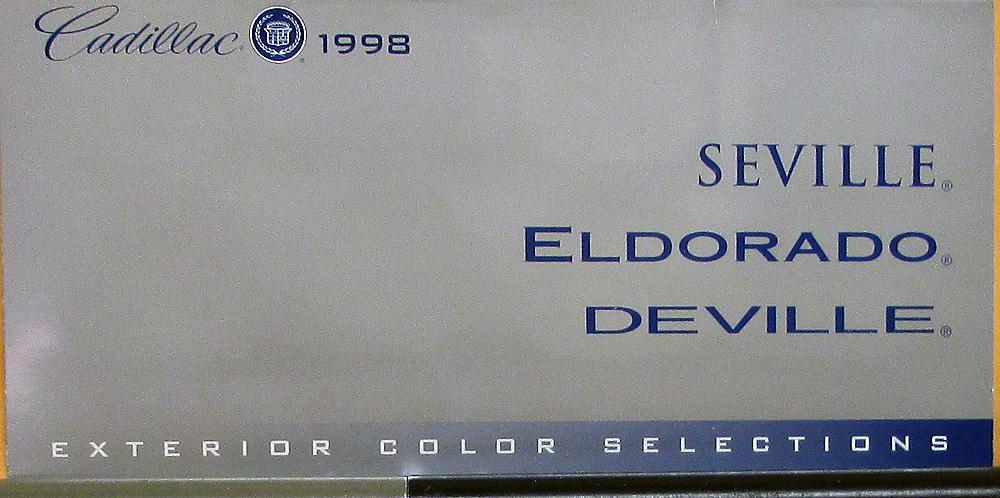 Cadillac® ® 1998
SEVILLE®
ELDORADO®
DEVILLE®
EXTERIOR COLOR SELECTIONS